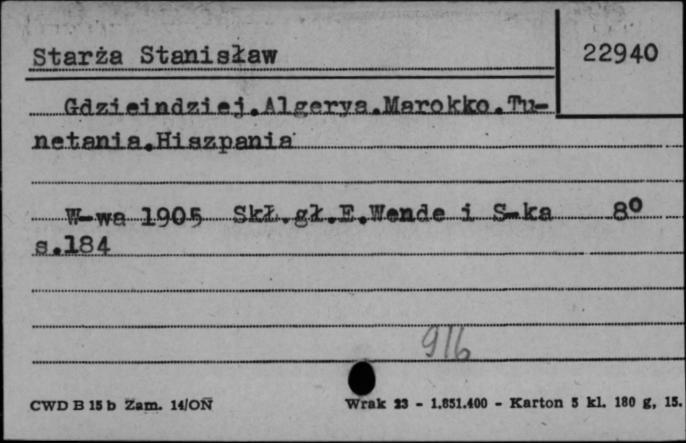 Starża Stanisław
22940
Gdzieindziej.Algerya.Marokko.Tu-
netania.Hiszpania
W-wa 1905 Skł.gł.E.Wende i S-ka 8°
s.184
916
CWD B 15 b Zam. 14/ON
Wrak 23 - 1.851.400 - Karton 5 kl. 180 g, 15.